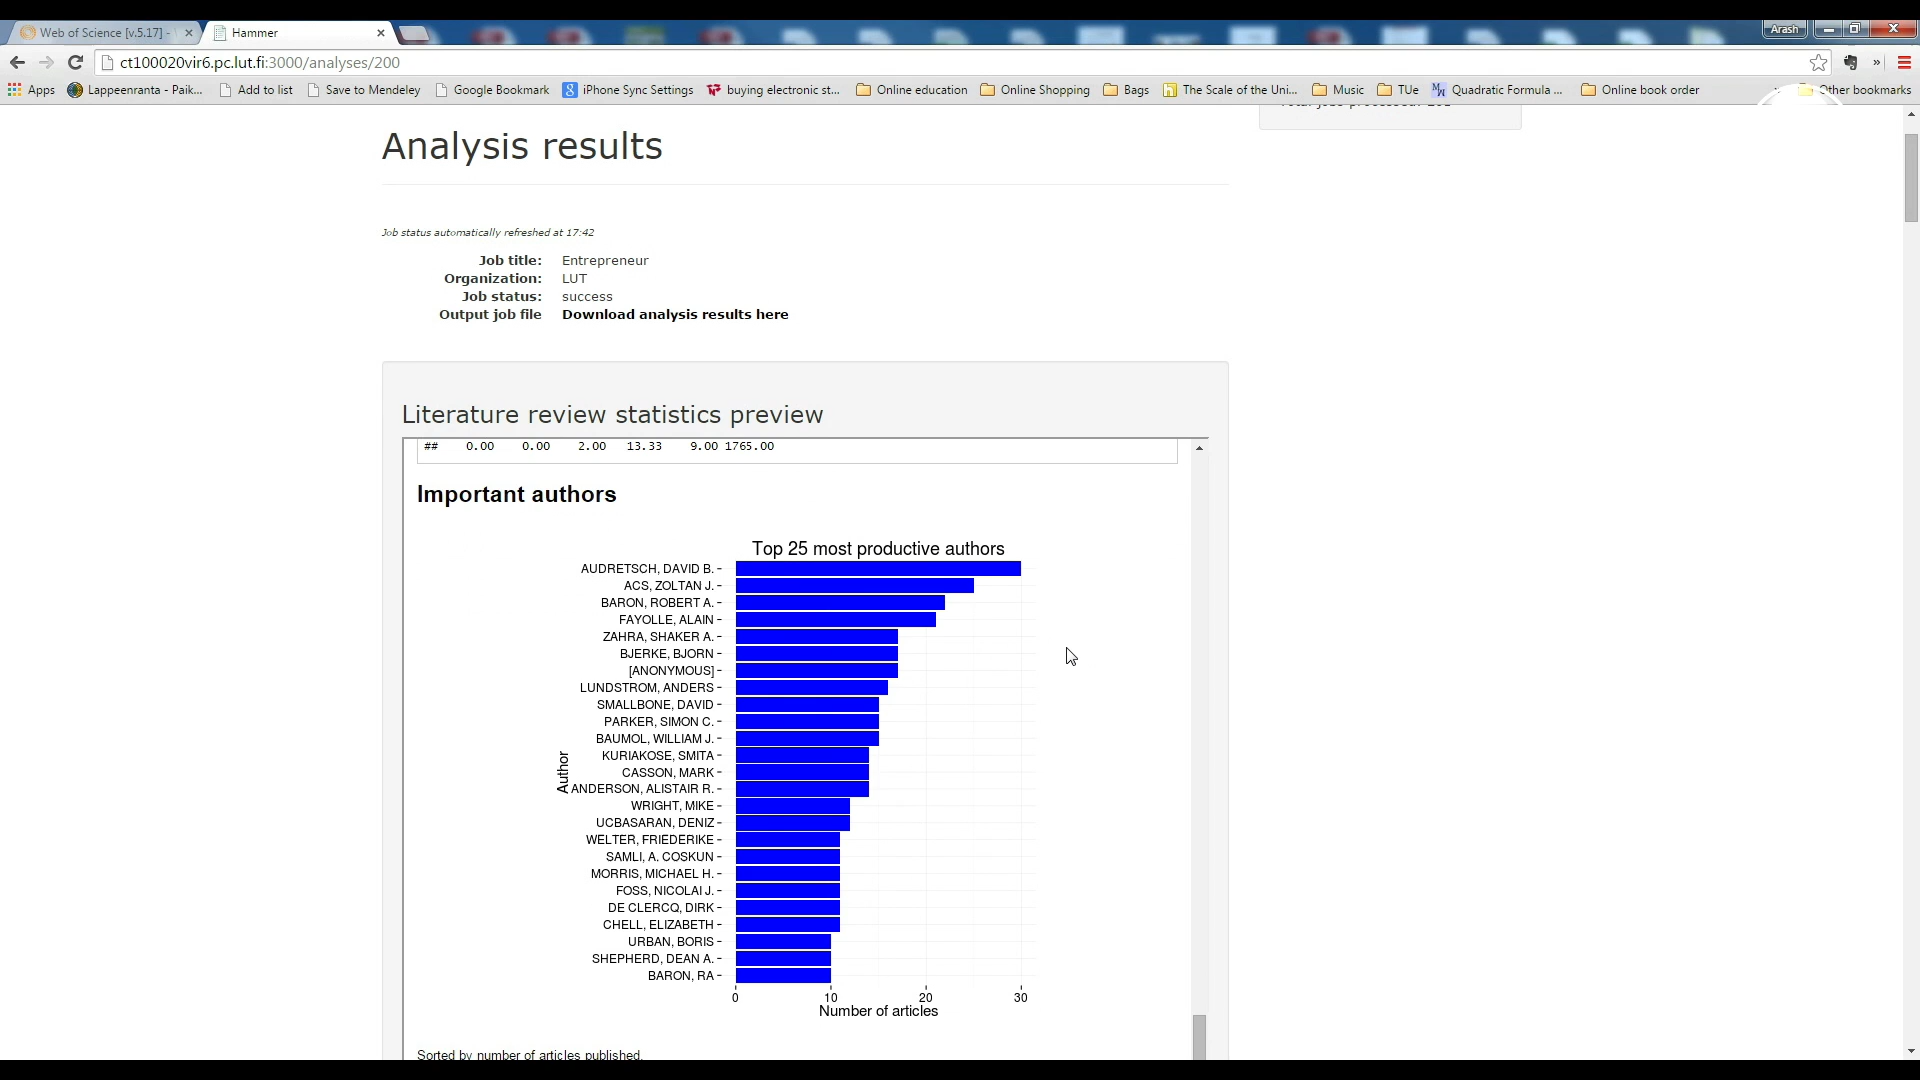 Web of Science [v.5.17] -
Hammer
Arash
ct100020vir6.pc.lut.fi:3000/analyses/200
Apps
Lappeenranta - Paik...
Add to list
Save to Mendeley
Google Bookmark
iPhone Sync Settings
buying electronic st...
Online education
Online Shopping
Bags
The Scale of the Uni...
Music
TUe
Quadratic Formula ...
Online book order
»
Other bookmarks
Analysis results
Job status automatically refreshed at 17:42
Job title: Entrepreneur
Organization: LUT
Job status: success
Output job file Download analysis results here
Literature review statistics preview
## 0.00 0.00 2.00 13.33 9.00 1765.00
Important authors
Top 25 most productive authors
AUDRETSCH, DAVID B.
ACS, ZOLTAN J.
BARON, ROBERT A.
FAYOLLE, ALAIN
ZAHRA, SHAKER A.
BJERKE, BJORN
[ANONYMOUS]
LUNDSTROM, ANDERS
SMALLBONE, DAVID
PARKER, SIMON C.
BAUMOL, WILLIAM J.
KURIAKOSE, SMITA
CASSON, MARK
ANDERSON, ALISTAIR R.
WRIGHT, MIKE
UCBASARAN, DENIZ
WELTER, FRIEDERIKE
SAMLI, A. COSKUN
MORRIS, MICHAEL H.
FOSS, NICOLAI J.
DE CLERCQ, DIRK
CHELL, ELIZABETH
URBAN, BORIS
SHEPHERD, DEAN A.
BARON, RA
Author
0 10 20 30
Number of articles
Sorted by number of articles published.